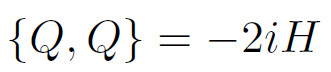 {Q, Q} = −2iH